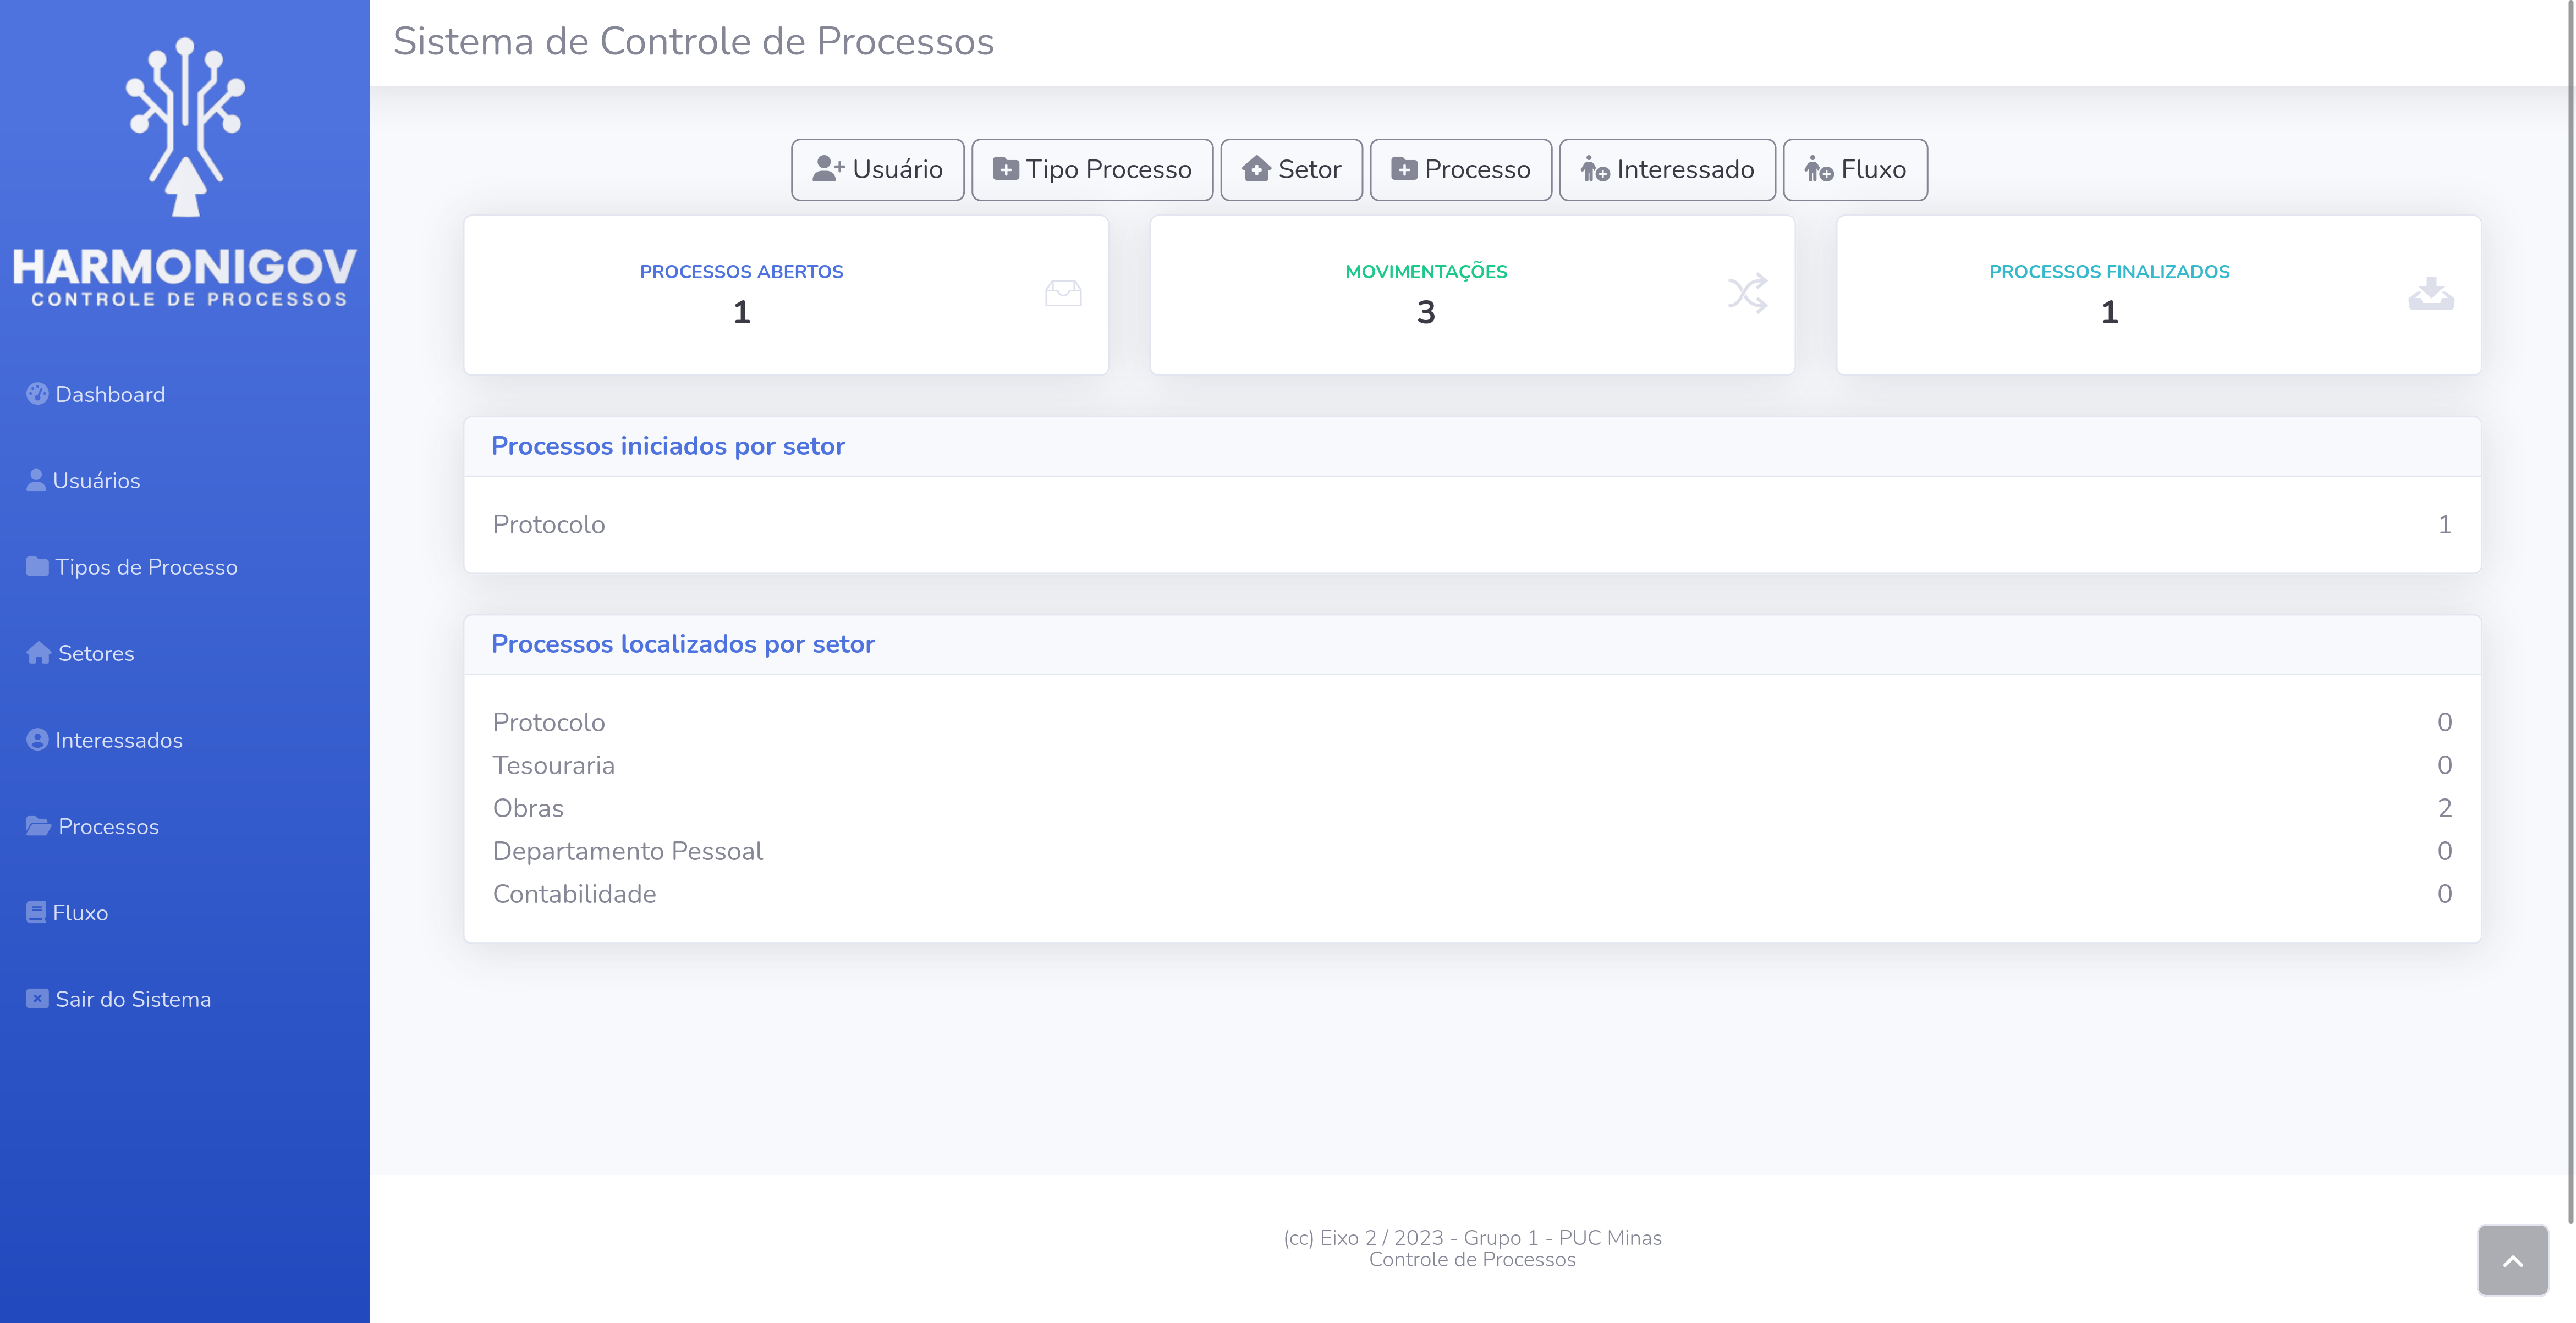 HARMONIGOV
CONTROLE DE PROCESSOS
Dashboard
Usuários
Tipos de Processo
Setores
Interessados
Processos
Fluxo
Sair do Sistema
Sistema de Controle de Processos
Usuário Tipo Processo Setor Processo Interessado Fluxo
PROCESSOS ABERTOS
1
MOVIMENTAÇÕES
3
PROCESSOS FINALIZADOS
1
Processos iniciados por setor
Protocolo 1
Processos localizados por setor
Protocolo 0
Tesouraria 0
Obras 2
Departamento Pessoal 0
Contabilidade 0
(cc) Eixo 2 / 2023 - Grupo 1 - PUC Minas
Controle de Processos